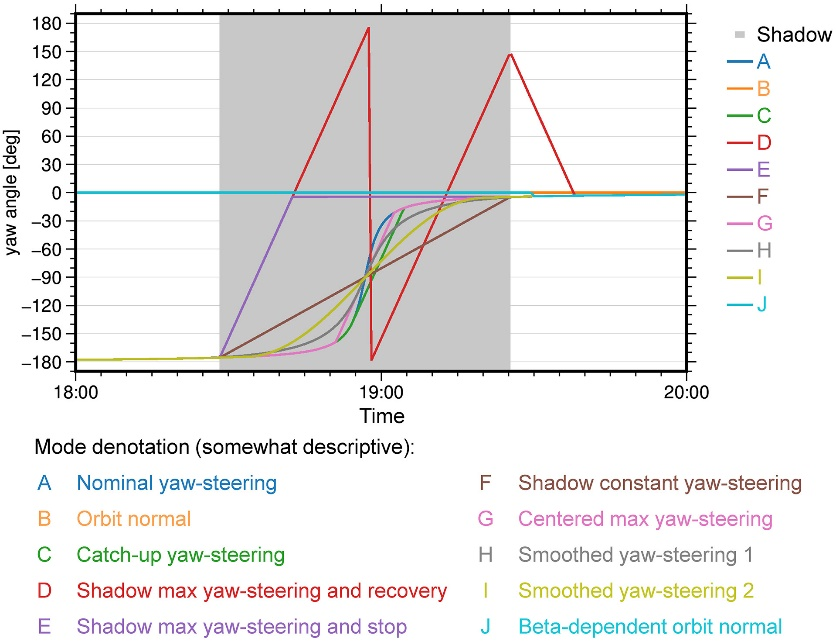 180
150
120
90
60
30
0
−30
−60
−90
−120
−150
−180
yaw angle [deg]
18:00
19:00
20:00
Time
Shadow
A
B
C
D
E
F
G
H
I
J
Mode denotation (somewhat descriptive):
A Nominal yaw-steering
B Orbit normal
C Catch-up yaw-steering
D Shadow max yaw-steering and recovery
E Shadow max yaw-steering and stop
F Shadow constant yaw-steering
G Centered max yaw-steering
H Smoothed yaw-steering 1
I Smoothed yaw-steering 2
J Beta-dependent orbit normal